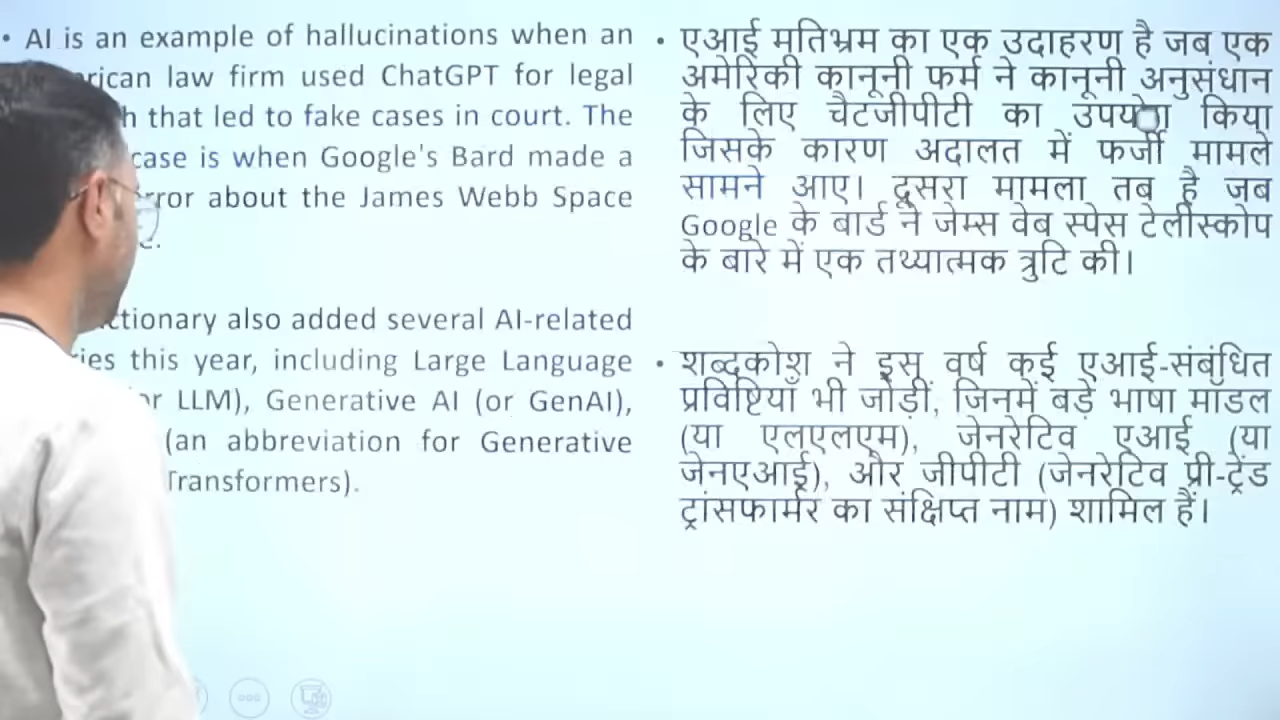 • AI is an example of hallucinations when an
rican law firm used ChatGPT for legal
h that led to fake cases in court. The
case is when Google's Bard made a
ror about the James Webb Space
ctionary also added several AI-related
ies this year, including Large Language
r LLM), Generative AI (or GenAI),
(an abbreviation for Generative
Transformers).
• एआई मतिभ्रम का एक उदाहरण है जब एक
अमेरिकी कानूनी फर्म ने कानूनी अनुसंधान
के लिए चैटजीपीटी का उपयोग किया
जिसके कारण अदालत में फर्जी मामले
सामने आए। दूसरा मामला तब है जब
Google के बार्ड ने जेम्स वेब स्पेस टेलीस्कोप
के बारे में एक तथ्यात्मक त्रुटि की।
• शब्दकोश ने इस वर्ष कई एआई-संबंधित
प्रविष्टियाँ भी जोड़ीं, जिनमें बड़े भाषा मॉडल
(या एलएलएम), जेनरेटिव एआई (या
जेनएआई), और जीपीटी (जेनरेटिव प्री-ट्रेंड
ट्रांसफार्मर का संक्षिप्त नाम) शामिल हैं।